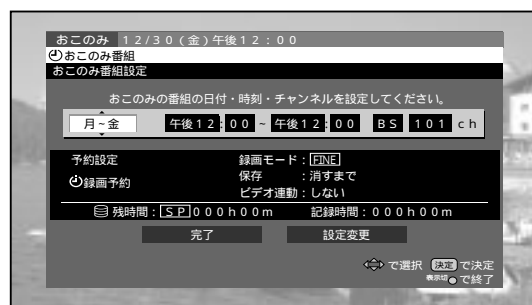 おこのみ 12/30(金)午後12:00
おこのみ番組
おこのみ番組設定
おこのみの番組の日付・時刻・チャンネルを設定してください。
月~金 午後12:00 ~ 午後12:00 BS 101 ch
予約設定 録画モード:FINE
録画予約 保存 :消すまで
ビデオ連動:しない
残時間:SP000h00m 記録時間:000h00m
完了 設定変更
で選択 決定 で決定
表示切 で終了